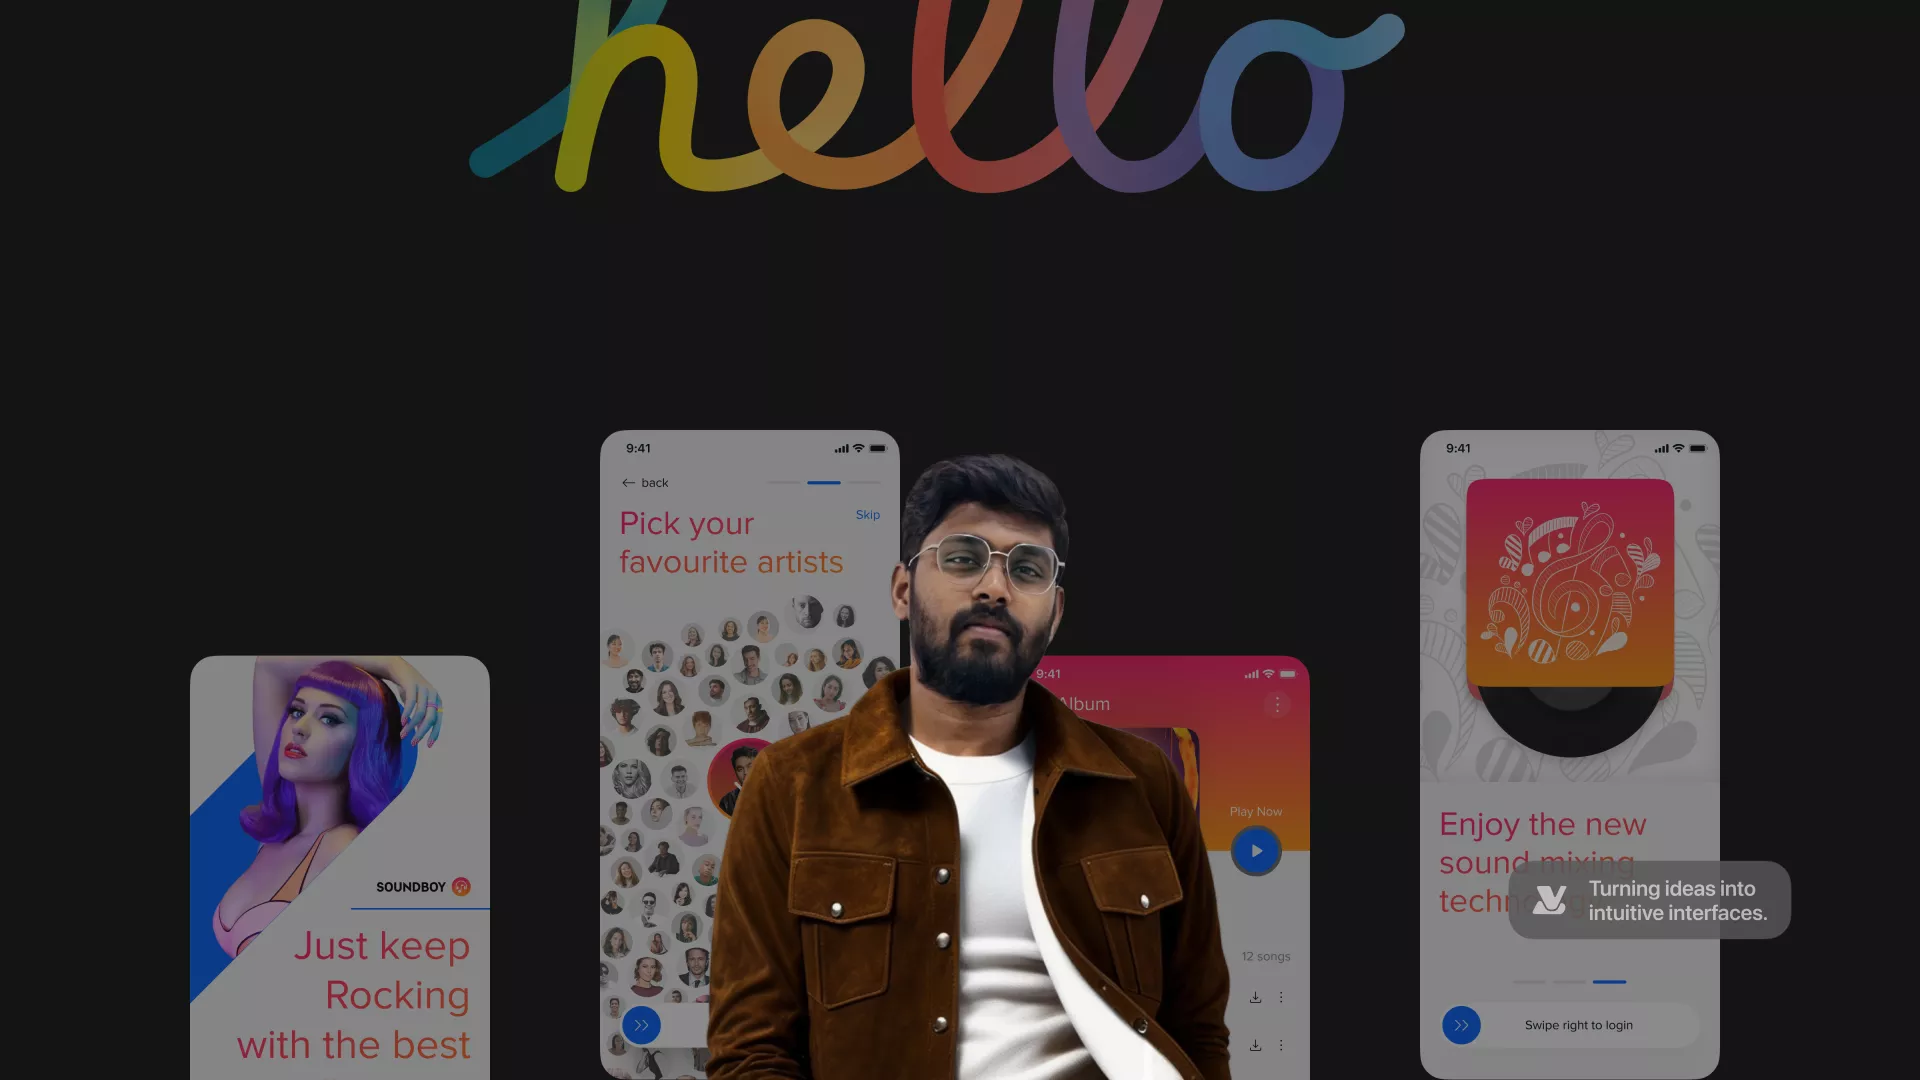 hello
9:41
back
Skip
Pick your
favourite artists
SOUNDBOY
Just keep
Rocking
with the best
9:41
Album
Play Now
12 songs
9:41
Enjoy the new
sound mixing
Turning ideas into
intuitive interfaces.
Swipe right to login